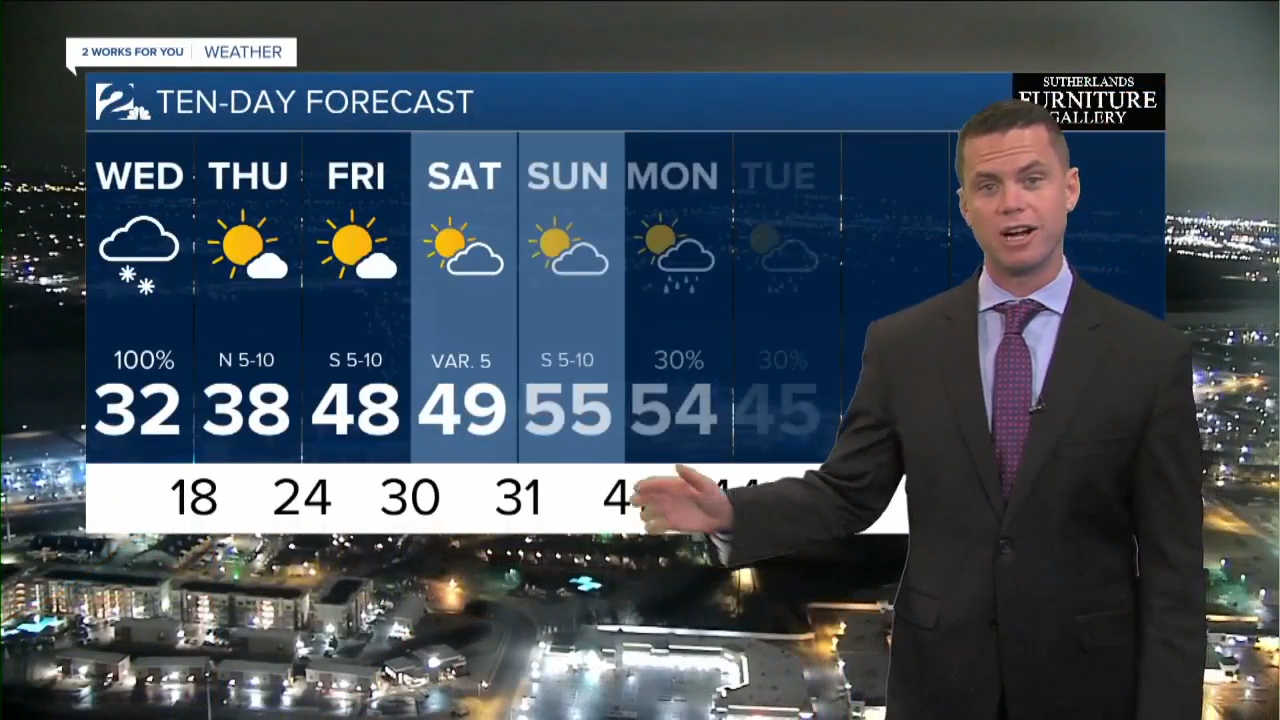 2 WORKS FOR YOU WEATHER
2 TEN-DAY FORECAST
SUTHERLANDS
FURNITURE
GALLERY
WED THU FRI SAT SUN MON TUE
100% N 5-10 S 5-10 VAR. 5 S 5-10 30% 30%
32 38 48 49 55 54 45
18 24 30 31